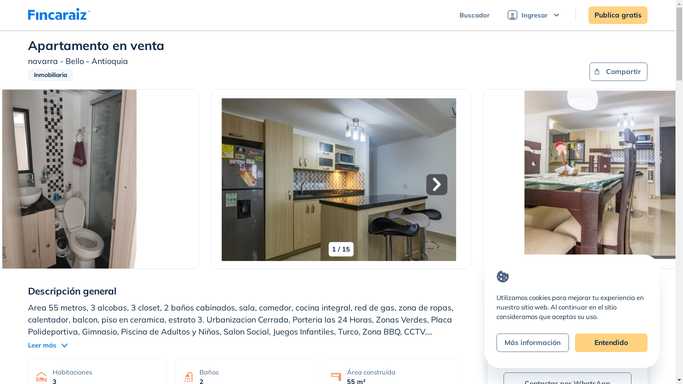 Fincaraiz
Buscador
Ingresar
Publica gratis
Apartamento en venta
navarra - Bello - Antioquia
Inmobiliaria
Compartir
1 / 15
Descripción general
Area 55 metros, 3 alcobas, 3 closet, 2 baños cabinados, sala, comedor, cocina integral, red de gas, zona de ropas,
calentador, balcon, piso en ceramica, estrato 3. Urbanizacion Cerrado, Porteria las 24 Horas, Zonas Verdes, Placa
Polideportiva, Gimnasio, Piscina de Adultos y Niños, Salon Social, Juegos Infantiles, Turco, Zona BBQ, CCTV,...
Leer más
Habitaciones
3
Baños
2
Área construida
55 m²
Utilizamos cookies para mejorar tu experiencia en
nuestro sitio web. Al continuar en el sitio
consideramos que aceptas su uso.
Más información
Entendido
Contactar por WhatsApp